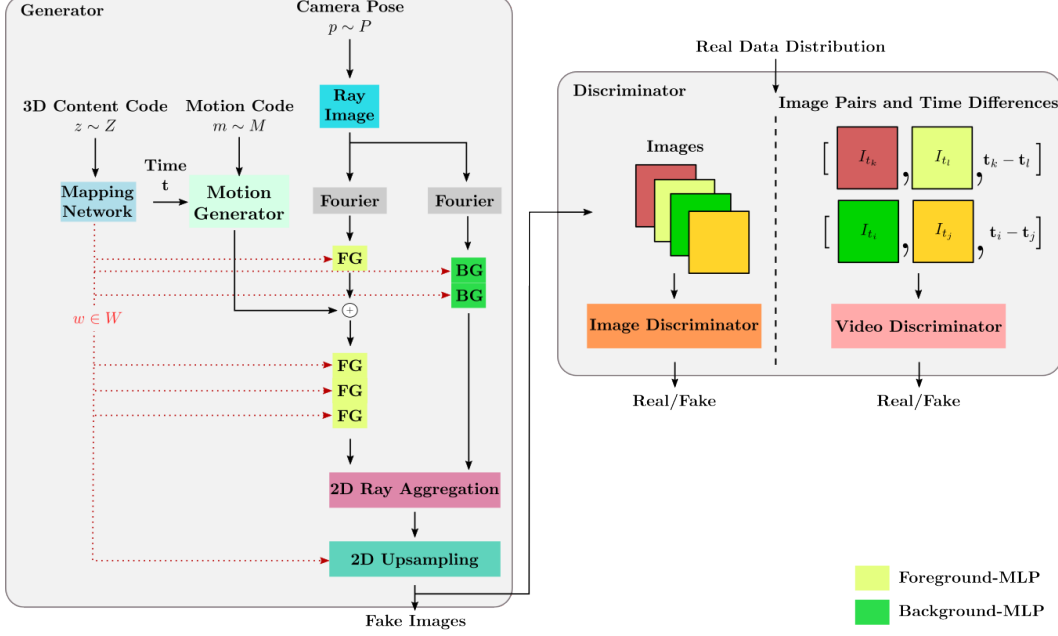 Generator
Camera Pose
p ∼ P
3D Content Code
z ∼ Z
Motion Code
m ∼ M
Ray
Image
Time
t
Mapping
Network
Motion
Generator
Fourier
Fourier
FG
BG
BG
+
w ∈ W
FG
FG
FG
2D Ray Aggregation
2D Upsampling
Fake Images
Real Data Distribution
Discriminator
Image Pairs and Time Differences
Images
[ I_{t_k} , I_{t_l} , t_k − t_l ]
[ I_{t_i} , I_{t_j} , t_i − t_j ]
Image Discriminator
Video Discriminator
Real/Fake
Real/Fake
Foreground-MLP
Background-MLP